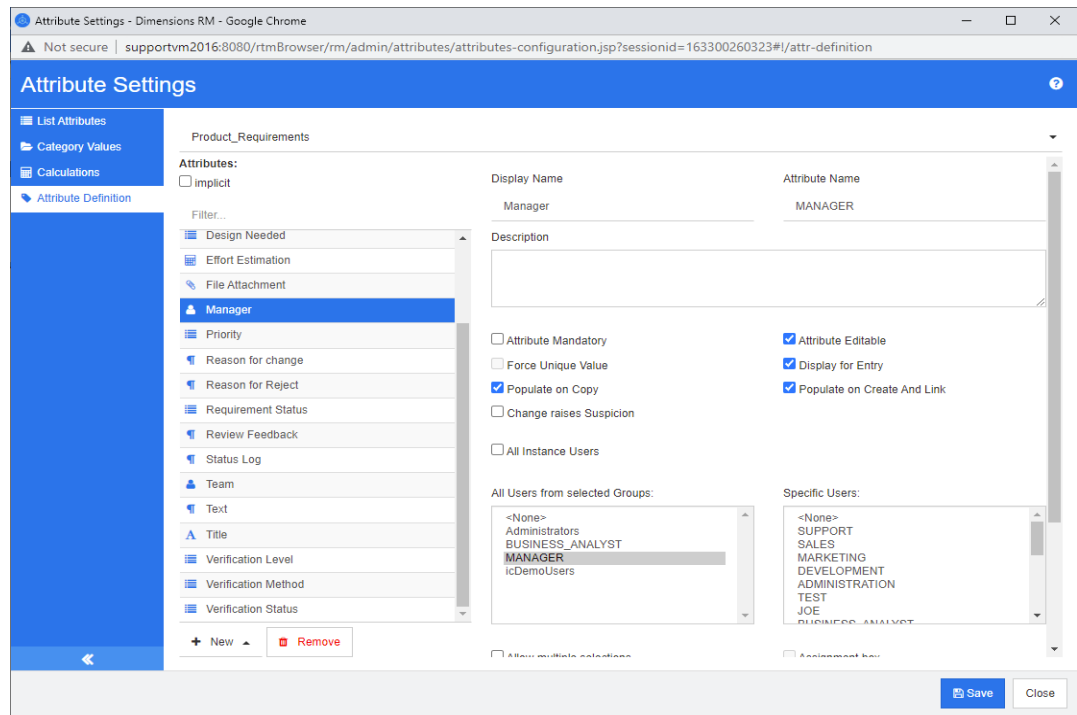 Attribute Settings - Dimensions RM - Google Chrome
Not secure | supportvm2016:8080/rtmBrowser/rm/admin/attributes/attributes-configuration.jsp?sessionid=163300260323#!/attr-definition
Attribute Settings
List Attributes
Category Values
Calculations
Attribute Definition
Product_Requirements
Attributes:
implicit
Filter...
Design Needed
Effort Estimation
File Attachment
Manager
Priority
Reason for change
Reason for Reject
Requirement Status
Review Feedback
Status Log
Team
Text
Title
Verification Level
Verification Method
Verification Status
New
Remove
Display Name
Attribute Name
Manager
MANAGER
Description
Attribute Mandatory
Attribute Editable
Force Unique Value
Display for Entry
Populate on Copy
Populate on Create And Link
Change raises Suspicion
All Instance Users
All Users from selected Groups:
<None>
Administrators
BUSINESS_ANALYST
MANAGER
icDemoUsers
Specific Users:
<None>
SUPPORT
SALES
MARKETING
DEVELOPMENT
ADMINISTRATION
TEST
JOE
BUSINESS_ANALYST
Allow multiple selections
Assignment box
Save
Close